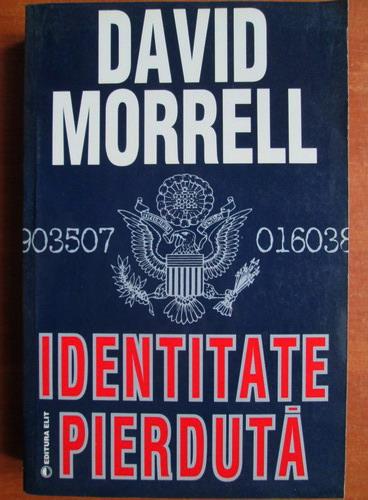 DAVID
MORRELL
903507 016038
IDENTITATE
PIERDUTĂ
EDITURA ELIT